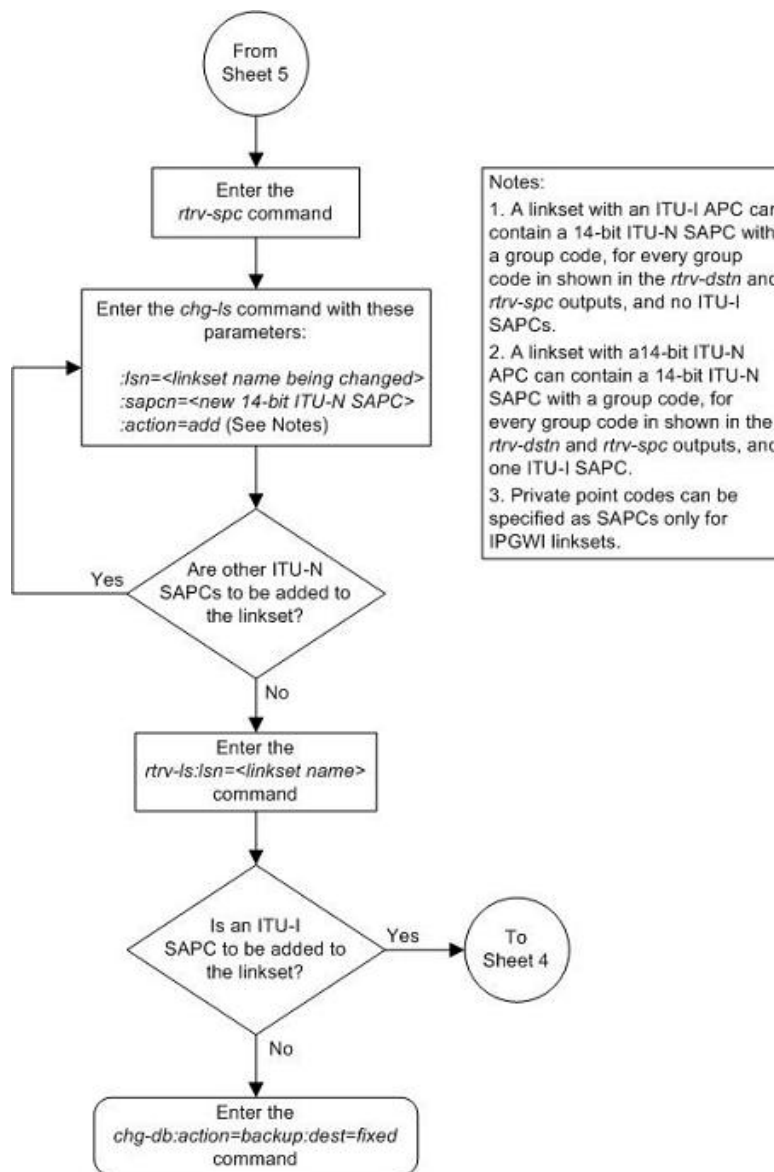 From
Sheet 5
Enter the
rtrv-spc command
Enter the chg-ls command with these
parameters:
:lsn=<linkset name being changed>
:sapcn=<new 14-bit ITU-N SAPC>
:action=add (See Notes)
Yes
Are other ITU-N
SAPCs to be added to
the linkset?
No
Enter the
rtrv-ls:lsn=<linkset name>
command
Is an ITU-I
SAPC to be added to
the linkset?
Yes
To
Sheet 4
No
Enter the
chg-db:action=backup:dest=fixed
command
Notes:
1. A linkset with an ITU-I APC can
contain a 14-bit ITU-N SAPC with
a group code, for every group
code in shown in the rtrv-dstn and
rtrv-spc outputs, and no ITU-I
SAPCs.
2. A linkset with a14-bit ITU-N
APC can contain a 14-bit ITU-N
SAPC with a group code, for
every group code in shown in the
rtrv-dstn and rtrv-spc outputs, and
one ITU-I SAPC.
3. Private point codes can be
specified as SAPCs only for
IPGWI linksets.